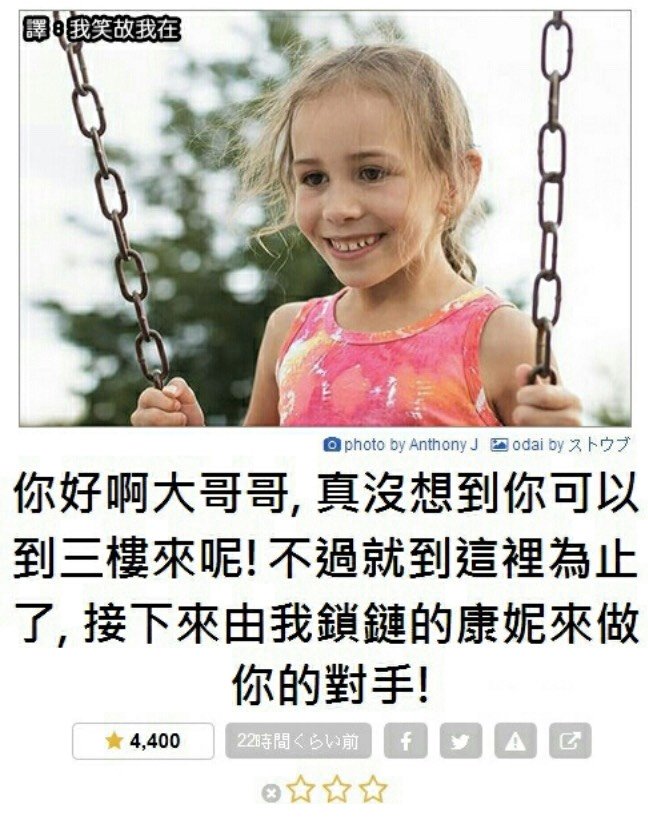 譯：我笑故我在
photo by Anthony J odai by ストウブ
你好啊大哥哥, 真沒想到你可以
到三樓來呢! 不過就到這裡為止
了, 接下來由我鎖鏈的康妮來做
你的對手!
4,400 22時間くらい前